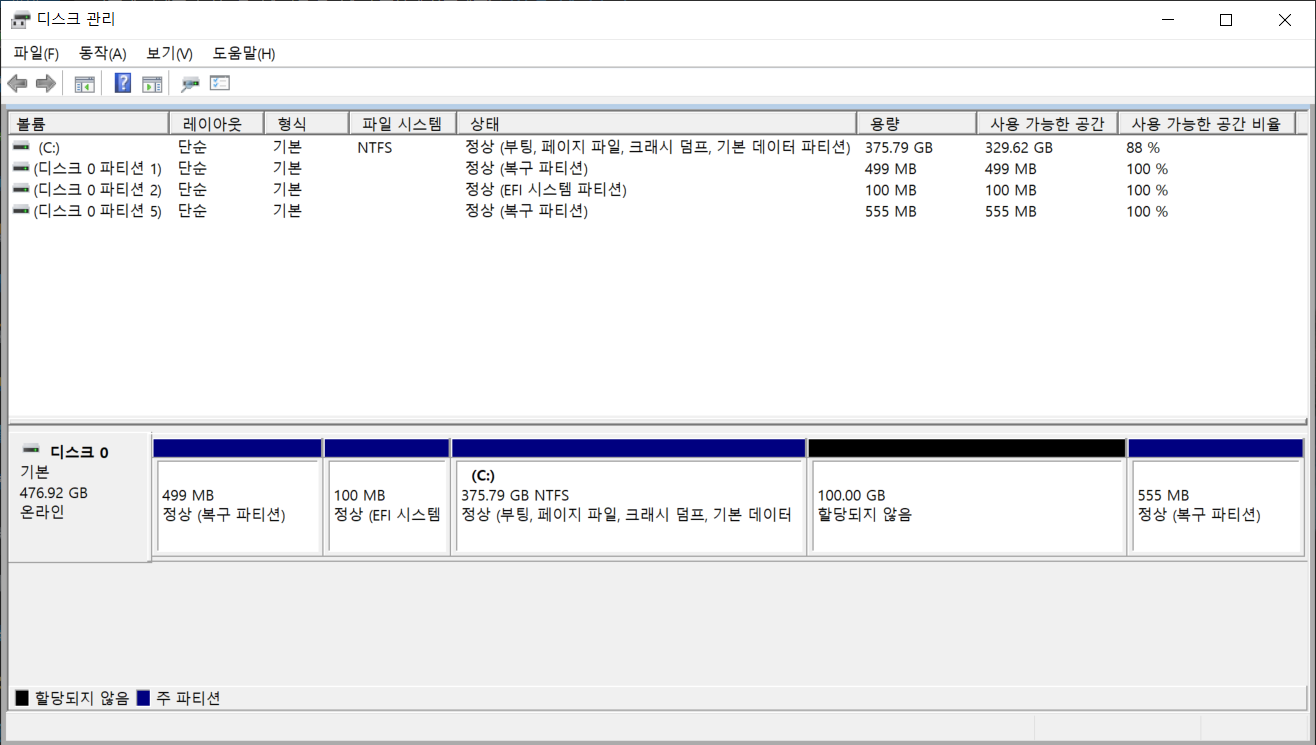 디스크 관리
파일(F) 동작(A) 보기(V) 도움말(H)
볼륨 레이아웃 형식 파일 시스템 상태 용량 사용 가능한 공간 사용 가능한 공간 비율
(C:) 단순 기본 NTFS 정상 (부팅, 페이지 파일, 크래시 덤프, 기본 데이터 파티션) 375.79 GB 329.62 GB 88 %
(디스크 0 파티션 1) 단순 기본 정상 (복구 파티션) 499 MB 499 MB 100 %
(디스크 0 파티션 2) 단순 기본 정상 (EFI 시스템 파티션) 100 MB 100 MB 100 %
(디스크 0 파티션 5) 단순 기본 정상 (복구 파티션) 555 MB 555 MB 100 %
디스크 0
기본
476.92 GB
온라인
499 MB
정상 (복구 파티션)
100 MB
정상 (EFI 시스템
(C:)
375.79 GB NTFS
정상 (부팅, 페이지 파일, 크래시 덤프, 기본 데이터
100.00 GB
할당되지 않음
555 MB
정상 (복구 파티션)
할당되지 않음 주 파티션